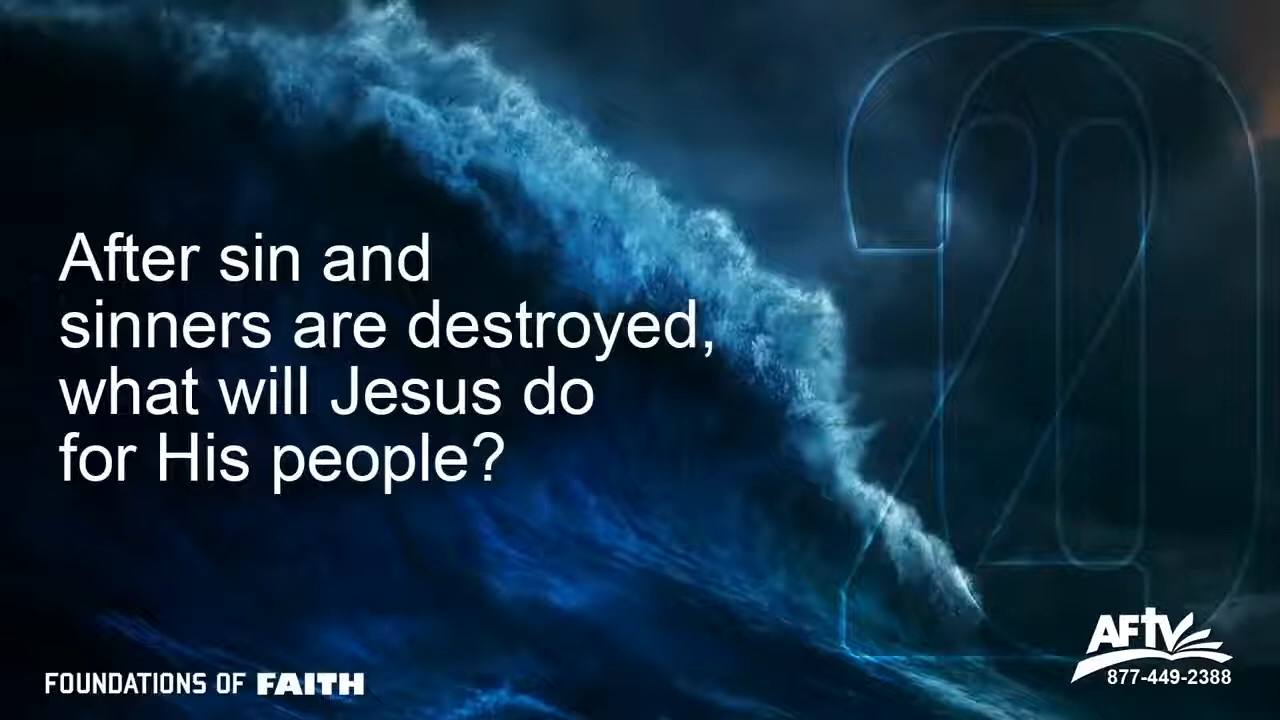 After sin and
sinners are destroyed,
what will Jesus do
for His people?
20
FOUNDATIONS OF FAITH
AFTV
877-449-2388